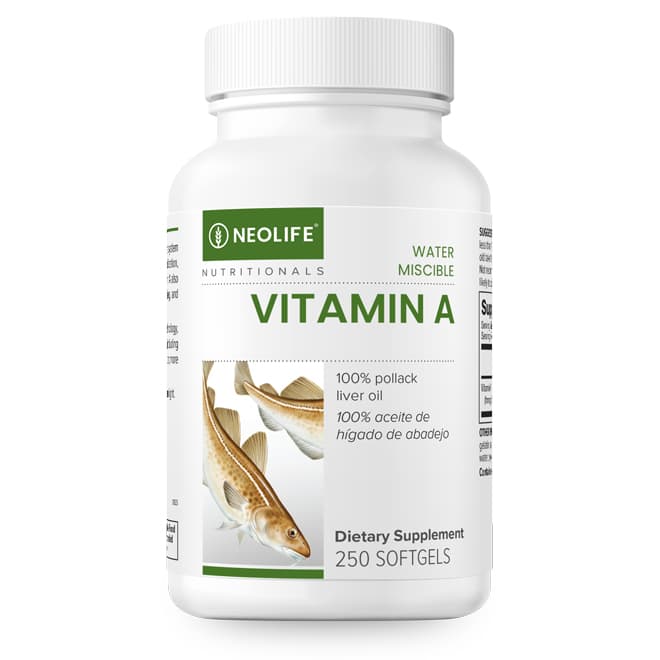 NEOLIFE®
NUTRITIONALS
WATER
MISCIBLE
VITAMIN A
100% pollack
liver oil
100% aceite de
hígado de abadejo
Dietary Supplement
250 SOFTGELS